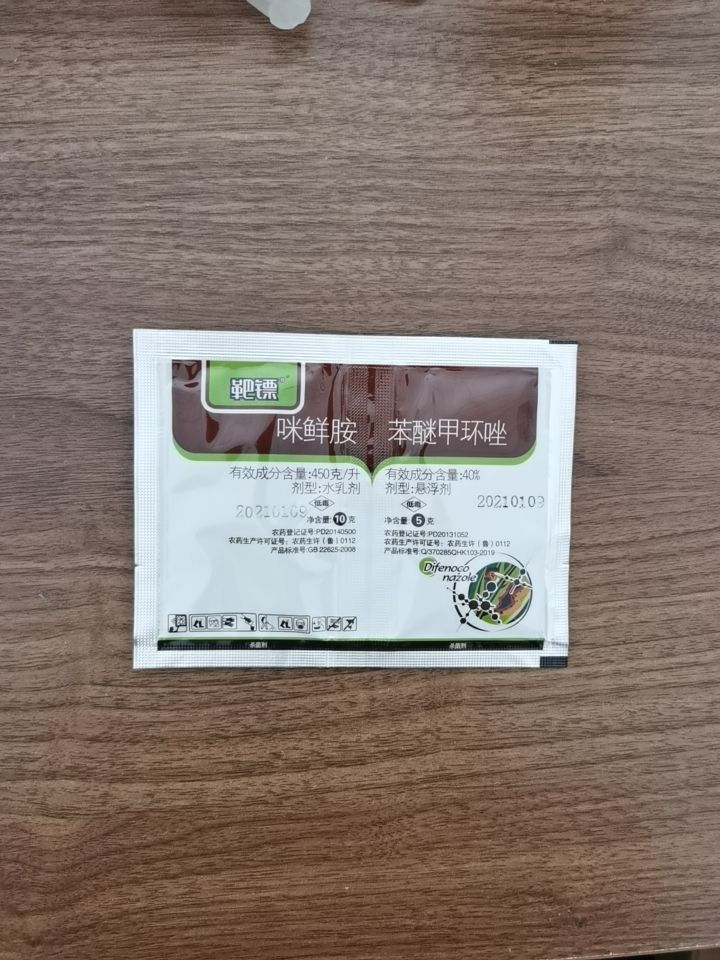 靶镖®
咪鲜胺
有效成分含量:450克/升
剂型:水乳剂
低毒
20210109
净含量:10克
农药登记证号:PD20140500
农药生产许可证号: 农药生许（鲁）0112
产品标准号:GB 22625-2008
苯醚甲环唑
有效成分含量:40%
剂型:悬浮剂
20210109
低毒
净含量:5克
农药登记证号:PD20131052
农药生产许可证号: 农药生许（鲁）0112
产品标准号:Q/370285QHK103-2019
Difenoco
nazole
杀菌剂
杀菌剂